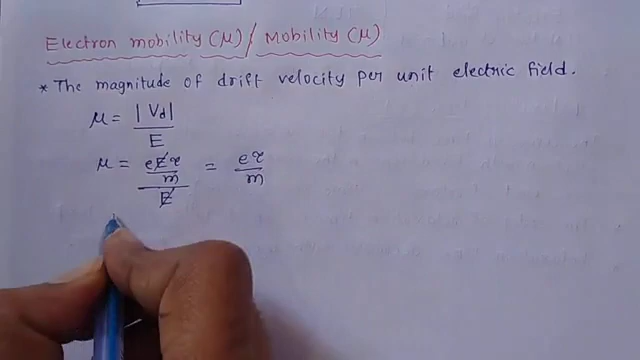 Electron mobility (μ) / Mobility (μ)
* The magnitude of drift velocity per unit electric field.
μ = |Vd| / E
μ = (eEτ/m) / E = eτ/m